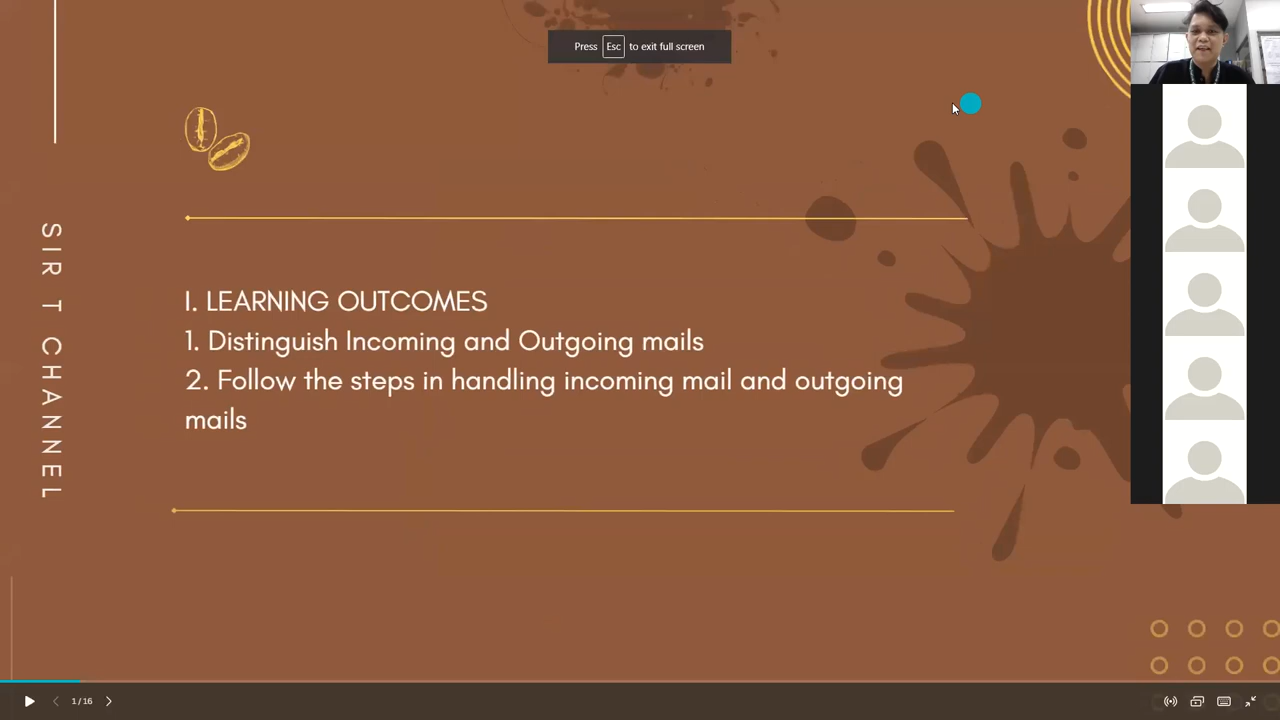 Press Esc to exit full screen
SIR T CHANNEL
I. LEARNING OUTCOMES
1. Distinguish Incoming and Outgoing mails
2. Follow the steps in handling incoming mail and outgoing
mails
1 / 16